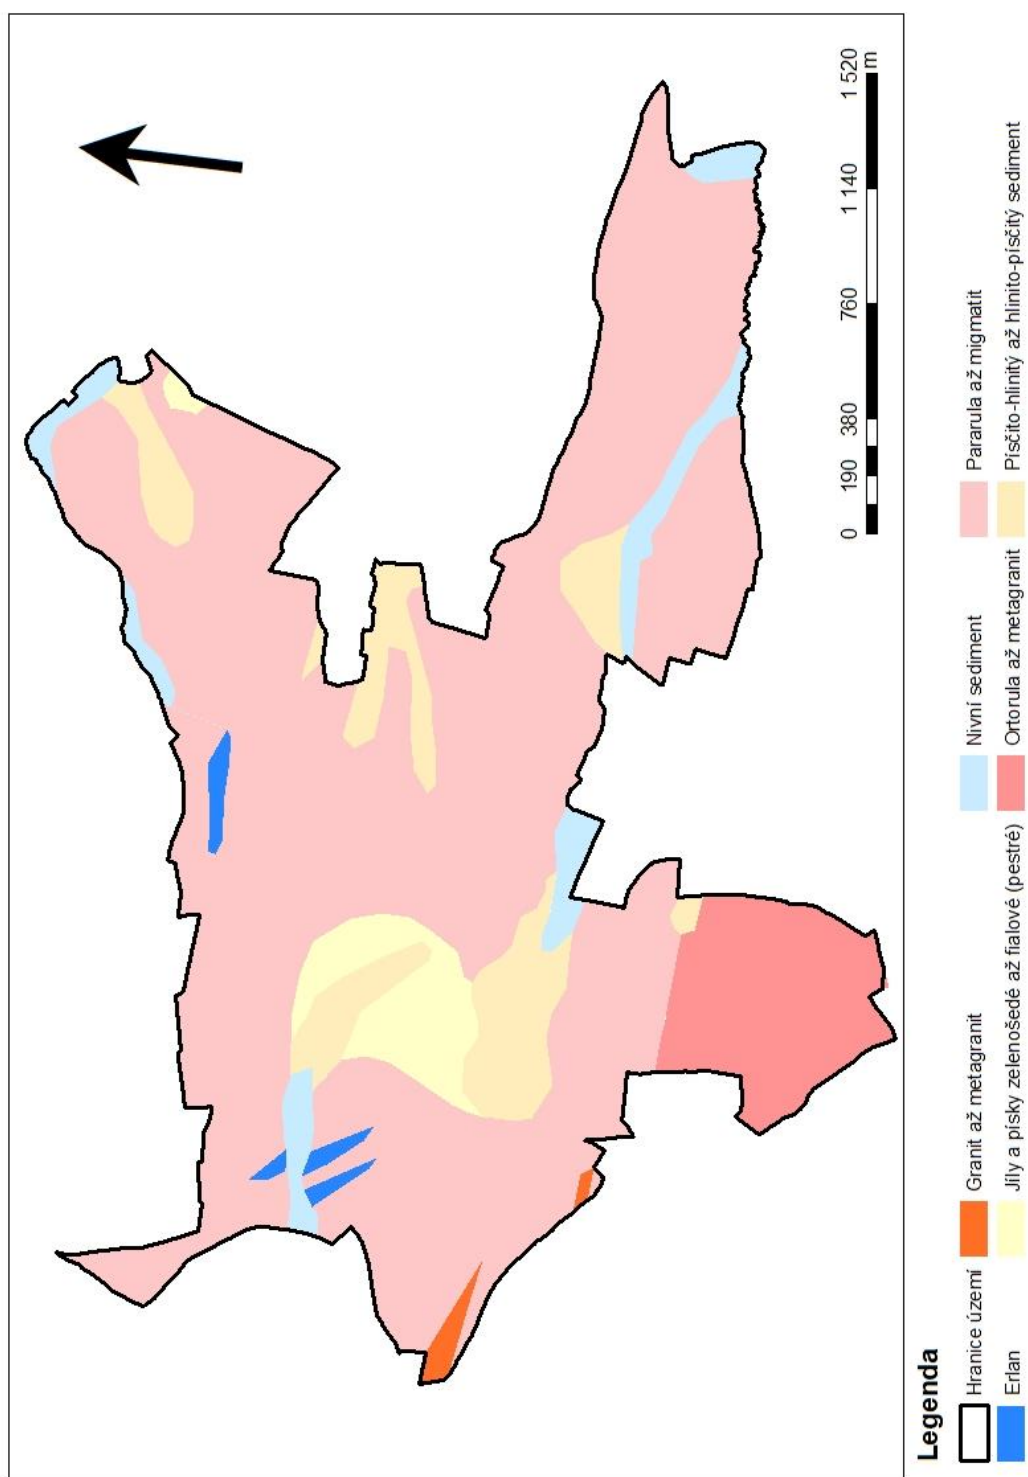 0 190 380 760 1 140 1 520
m
Legenda
Hranice území
Granit až metagranit
Nivní sediment
Pararula až migmatit
Erlan
Jíly a písky zelenošedé až fialové (pestré)
Ortorula až metagranit
Písčito-hlinitý až hlinito-písčitý sediment